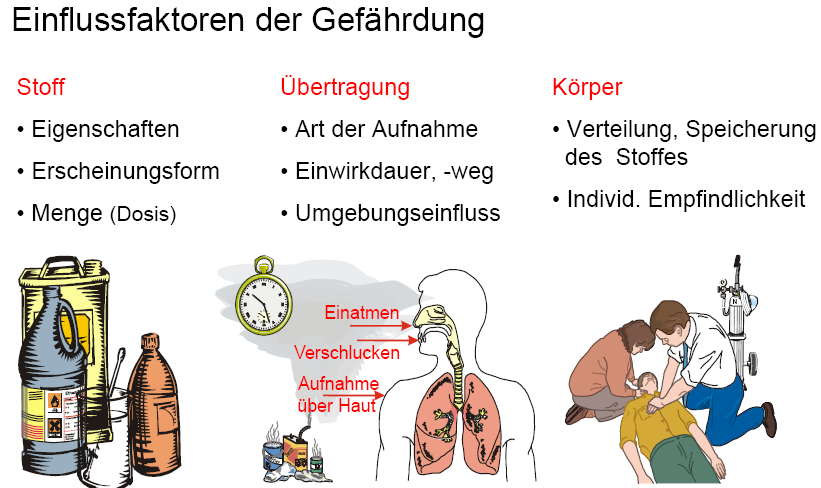 Einflussfaktoren der Gefährdung
Stoff
• Eigenschaften
• Erscheinungsform
• Menge (Dosis)
Übertragung
• Art der Aufnahme
• Einwirkdauer, -weg
• Umgebungseinfluss
Körper
• Verteilung, Speicherung
des Stoffes
• Individ. Empfindlichkeit
Einatmen
Verschlucken
Aufnahme
über Haut
N